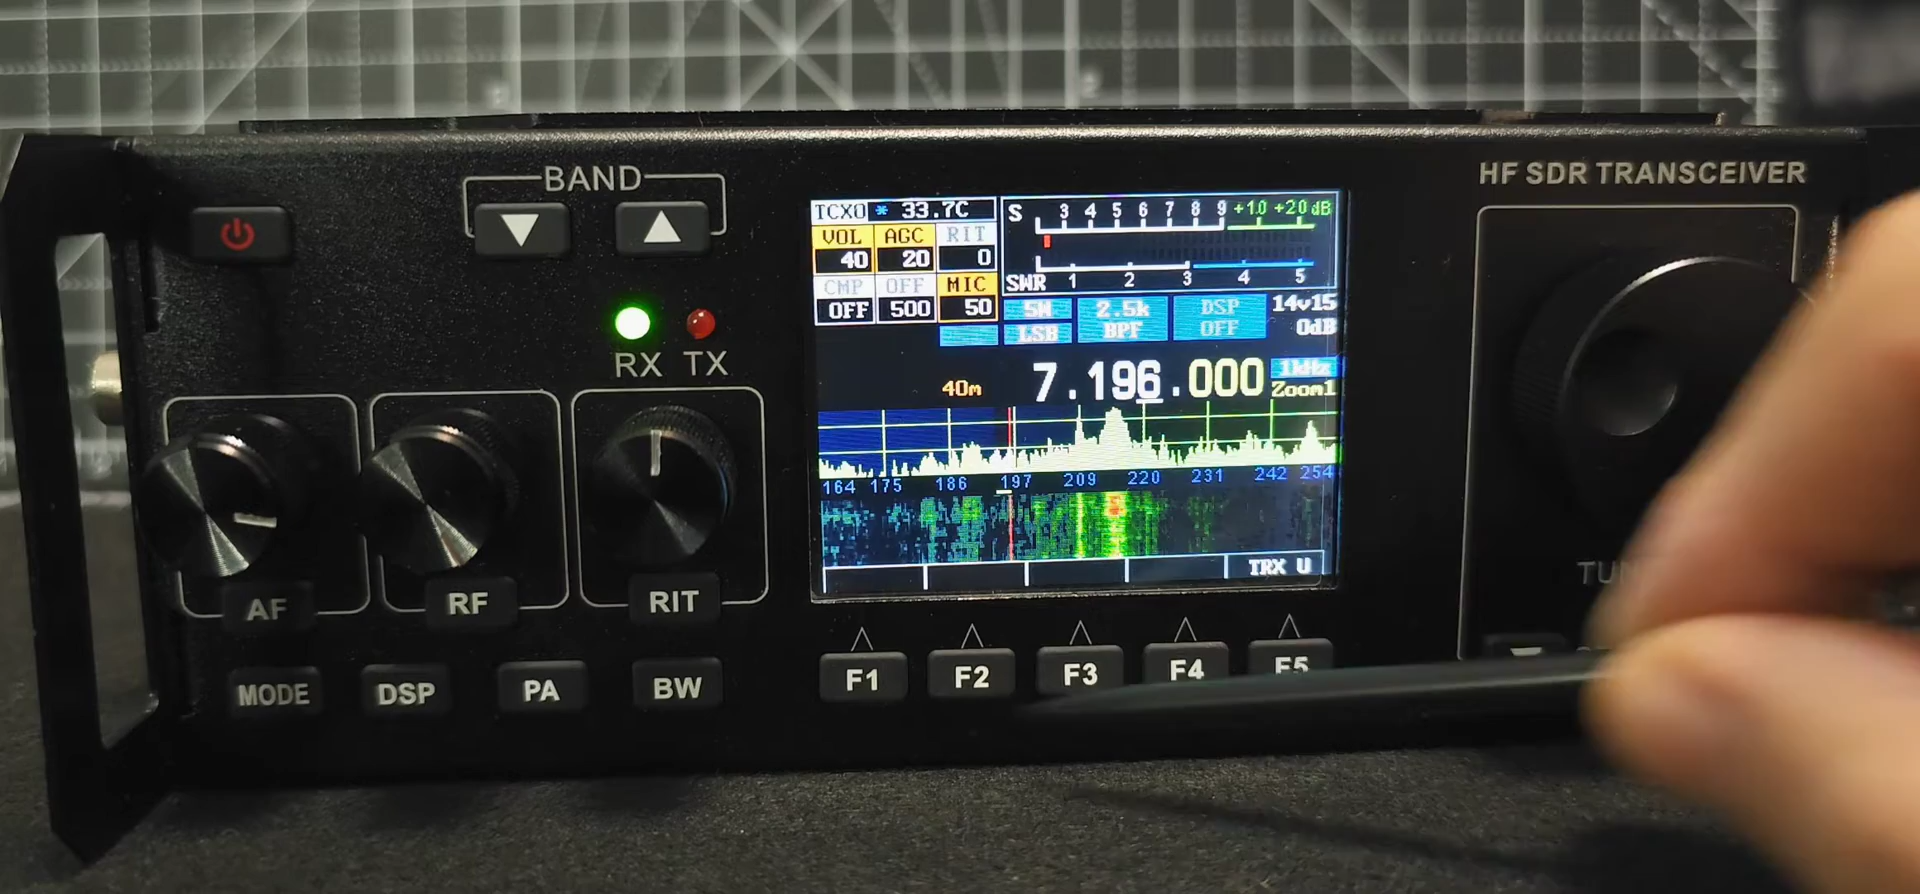 BAND
HF SDR TRANSCEIVER
TCXO * 33.7C
VOL AGC RIT
40 20 0
CMP OFF MIC
OFF 500 50
S 3 4 5 6 7 8 9 +10 +20 dB
SWR 1 2 3 4 5
5W 2.5k DSP 14v15
LSB BPF OFF 0dB
40m 7.196.000 1kHz
Zoom1
164 175 186 197 209 220 231 242 254
TRX U
RX TX
AF RF RIT
MODE DSP PA BW
F1 F2 F3 F4 F5